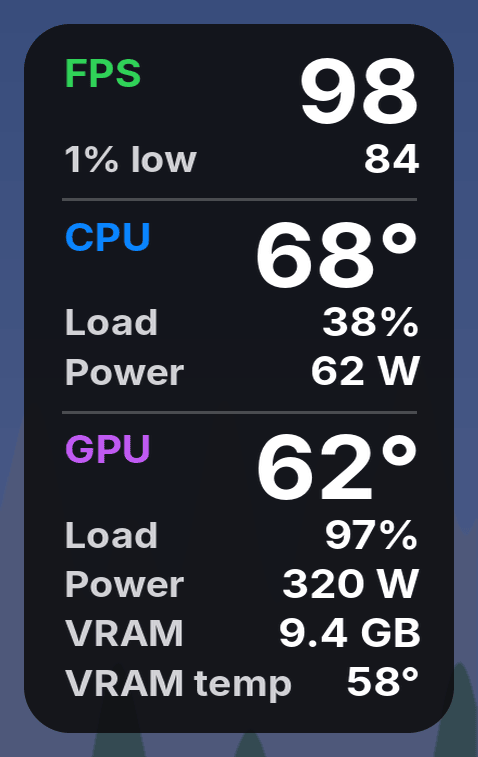 FPS 98
1% low 84
CPU 68°
Load 38%
Power 62 W
GPU 62°
Load 97%
Power 320 W
VRAM 9.4 GB
VRAM temp 58°